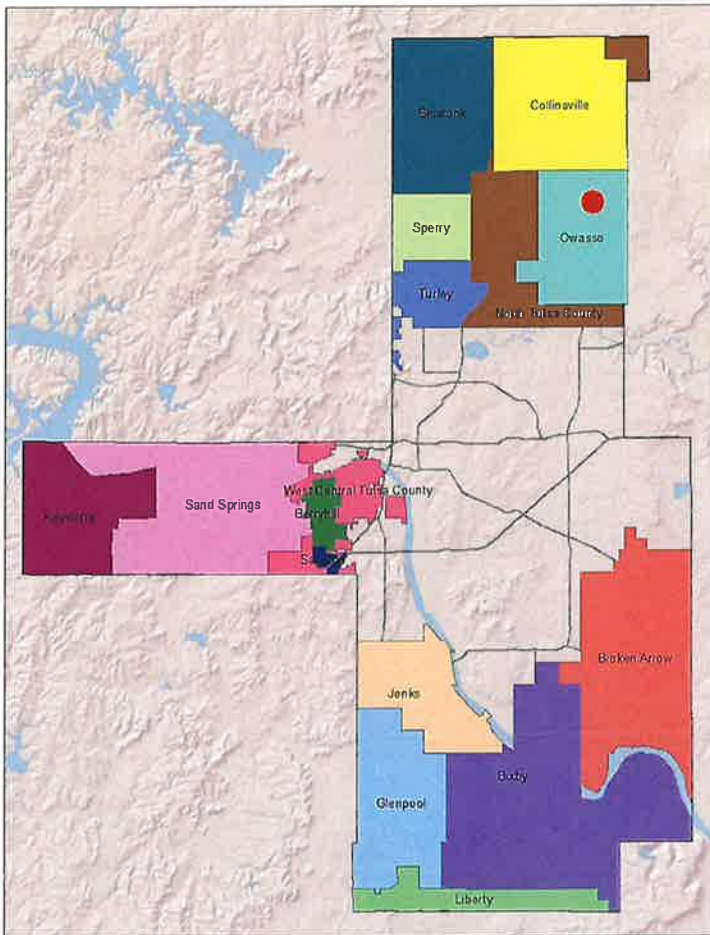 Skiatook
Collinsville
Sperry
Owasso
Turley
North Tulsa County
West Central Tulsa County
Sand Springs
Berryhill
Keystone
Broken Arrow
Jenks
Bixby
Glenpool
Liberty